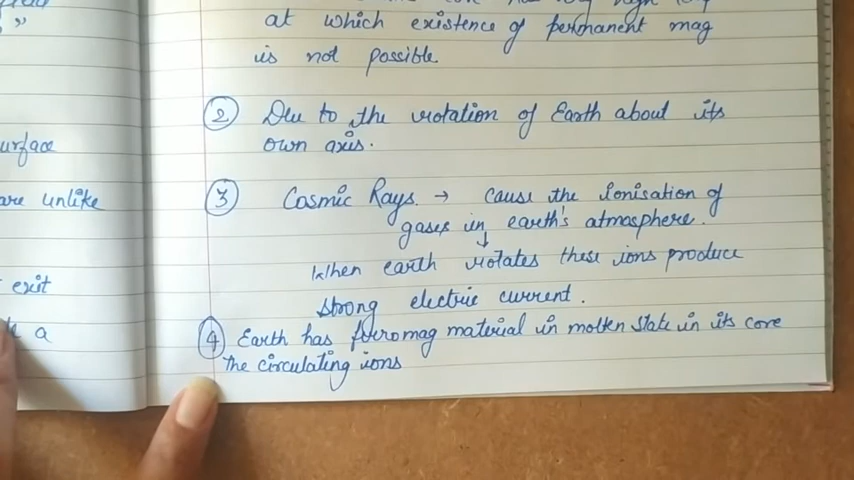 ”
urface
are unlike
exit
a
at which existence of permanent mag
is not possible
② Due to the rotation of Earth about its
own axis.
③ Cosmic Rays → cause the ionisation of
gases in earth's atmosphere.
↓
When earth rotates these ions produce
strong electric current.
④ Earth has ferromag material in molten state in its core
The circulating ions